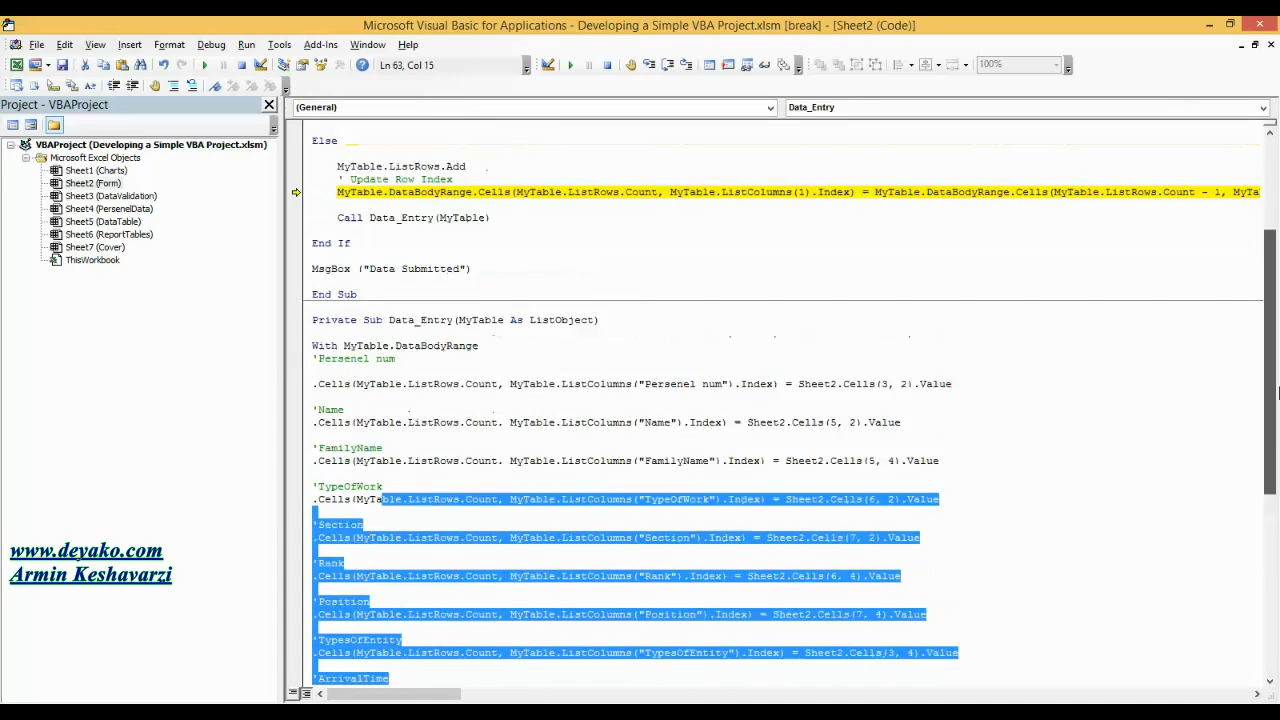 Microsoft Visual Basic for Applications - Developing a Simple VBA Project.xlsm [break] - [Sheet2 (Code)]
File Edit View Insert Format Debug Run Tools Add-Ins Window Help
Ln 63, Col 15
100%
Project - VBAProject
(General)
Data_Entry
VBAProject (Developing a Simple VBA Project.xlsm)
Microsoft Excel Objects
Sheet1 (Charts)
Sheet2 (Form)
Sheet3 (DataValidation)
Sheet4 (PersenelData)
Sheet5 (DataTable)
Sheet6 (ReportTables)
Sheet7 (Cover)
ThisWorkbook
www.deyako.com
Armin Keshavarzi
Else
MyTable.ListRows.Add
' Update Row Index
MyTable.DataBodyRange.Cells(MyTable.ListRows.Count, MyTable.ListColumns(1).Index) = MyTable.DataBodyRange.Cells(MyTable.ListRows.Count - 1, MyTa
Call Data_Entry(MyTable)
End If
MsgBox ("Data Submitted")
End Sub
Private Sub Data_Entry(MyTable As ListObject)
With MyTable.DataBodyRange
'Persenel num
.Cells(MyTable.ListRows.Count, MyTable.ListColumns("Persenel num").Index) = Sheet2.Cells(3, 2).Value
'Name
.Cells(MyTable.ListRows.Count, MyTable.ListColumns("Name").Index) = Sheet2.Cells(5, 2).Value
'FamilyName
.Cells(MyTable.ListRows.Count, MyTable.ListColumns("FamilyName").Index) = Sheet2.Cells(5, 4).Value
'TypeOfWork
.Cells(MyTable.ListRows.Count, MyTable.ListColumns("TypeOfWork").Index) = Sheet2.Cells(6, 2).Value
'Section
.Cells(MyTable.ListRows.Count, MyTable.ListColumns("Section").Index) = Sheet2.Cells(7, 2).Value
'Rank
.Cells(MyTable.ListRows.Count, MyTable.ListColumns("Rank").Index) = Sheet2.Cells(6, 4).Value
'Position
.Cells(MyTable.ListRows.Count, MyTable.ListColumns("Position").Index) = Sheet2.Cells(7, 4).Value
'TypesOfEntity
.Cells(MyTable.ListRows.Count, MyTable.ListColumns("TypesOfEntity").Index) = Sheet2.Cells(3, 4).Value
'ArrivalTime